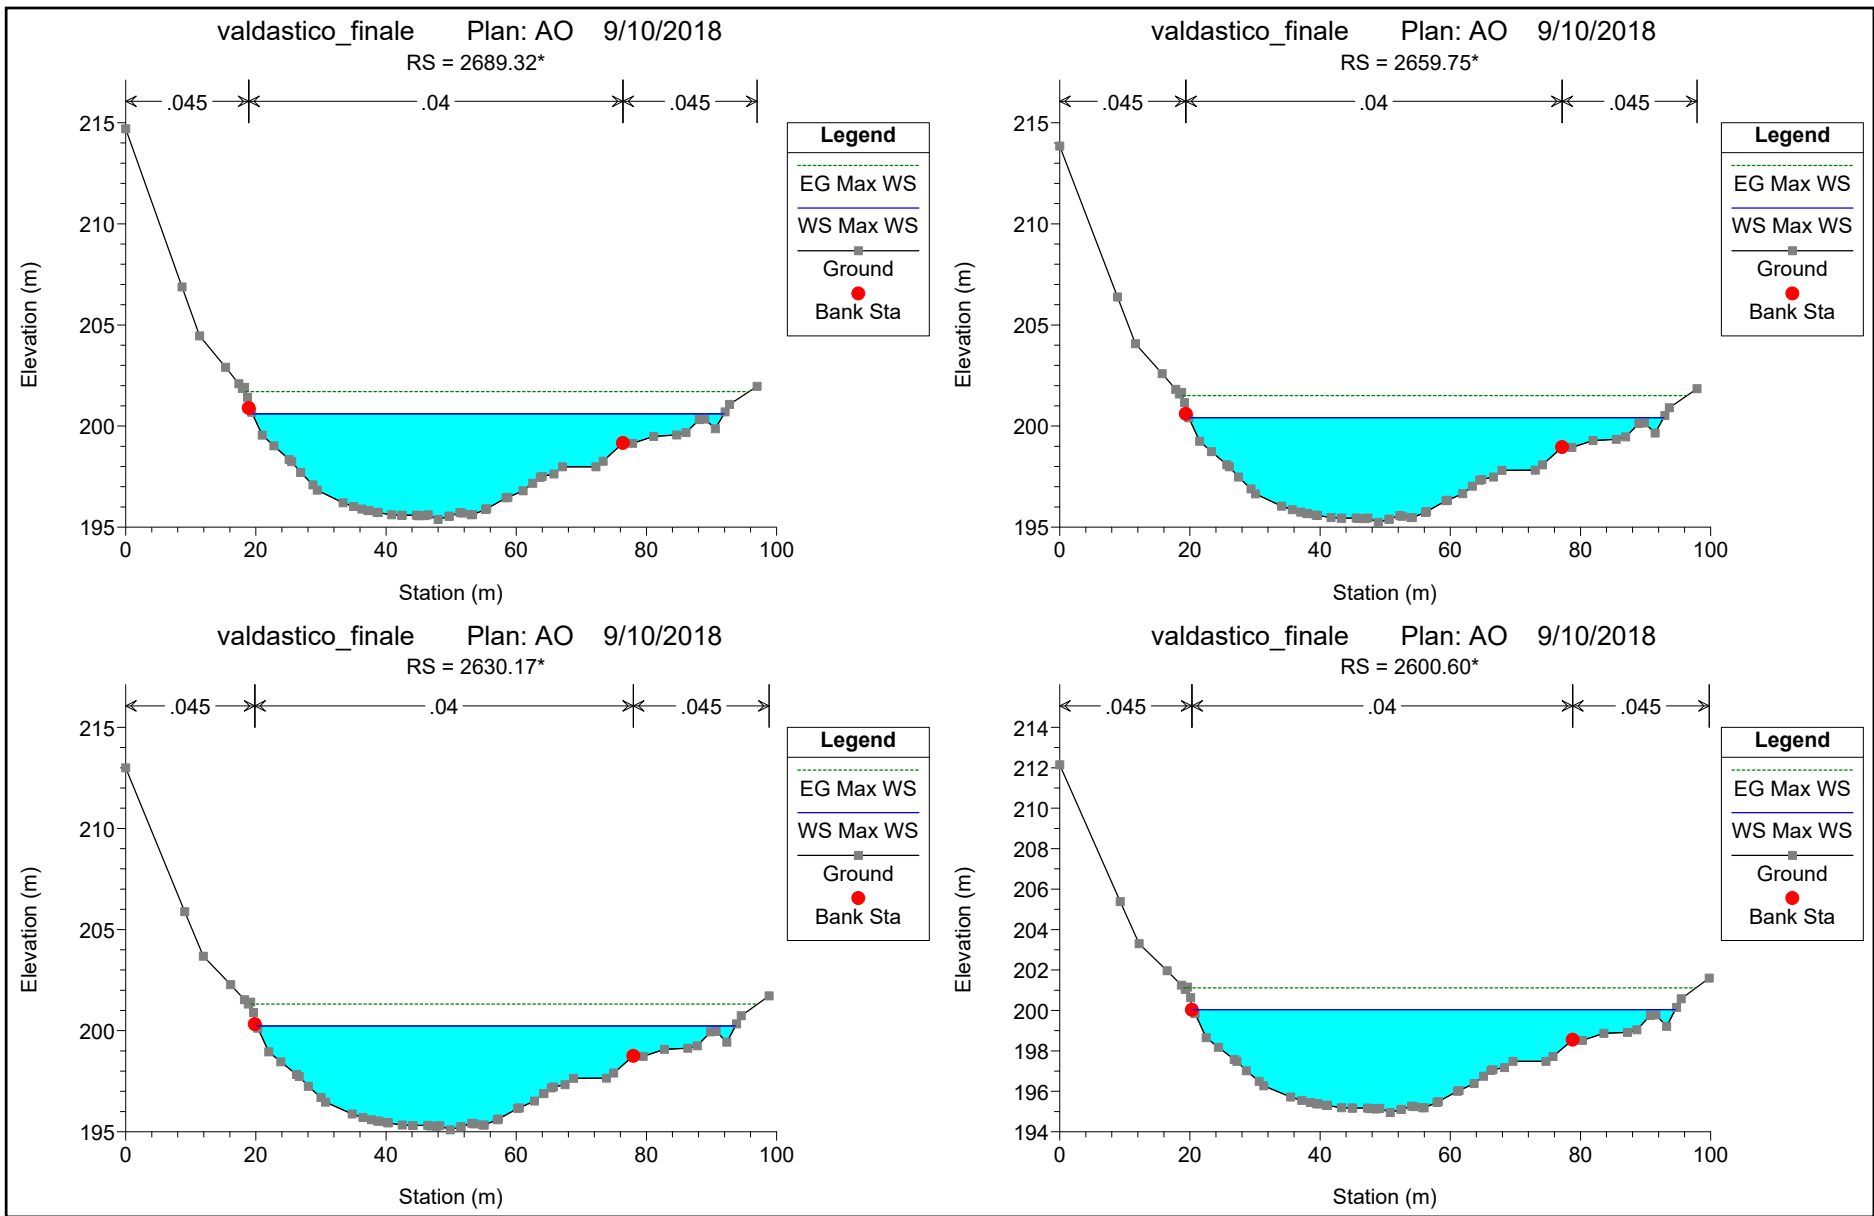 valdastico_finale Plan: AO 9/10/2018
RS = 2689.32*
.045 .04 .045
215
210
205
200
195
0 20 40 60 80 100
Elevation (m)
Station (m)
Legend
EG Max WS
WS Max WS
Ground
Bank Sta
valdastico_finale Plan: AO 9/10/2018
RS = 2659.75*
.045 .04 .045
215
210
205
200
195
0 20 40 60 80 100
Elevation (m)
Station (m)
Legend
EG Max WS
WS Max WS
Ground
Bank Sta
valdastico_finale Plan: AO 9/10/2018
RS = 2630.17*
.045 .04 .045
215
210
205
200
195
0 20 40 60 80 100
Elevation (m)
Station (m)
Legend
EG Max WS
WS Max WS
Ground
Bank Sta
valdastico_finale Plan: AO 9/10/2018
RS = 2600.60*
.045 .04 .045
214
212
210
208
206
204
202
200
198
196
194
0 20 40 60 80 100
Elevation (m)
Station (m)
Legend
EG Max WS
WS Max WS
Ground
Bank Sta